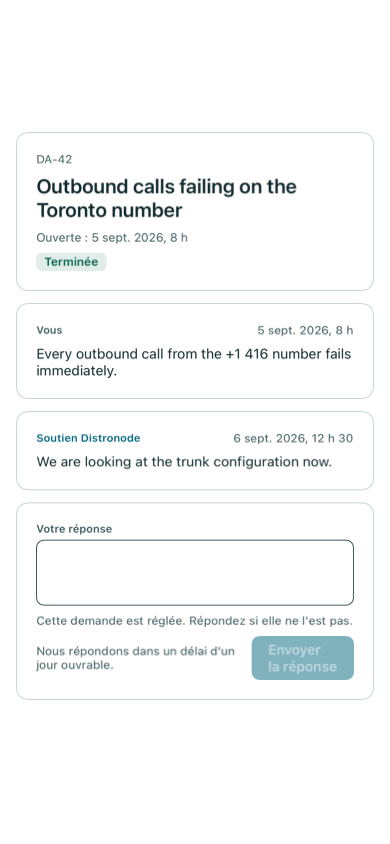 DA-42
Outbound calls failing on the
Toronto number
Ouverte : 5 sept. 2026, 8 h
Terminée
Vous
5 sept. 2026, 8 h
Every outbound call from the +1 416 number fails
immediately.
Soutien Distronode
6 sept. 2026, 12 h 30
We are looking at the trunk configuration now.
Votre réponse
Cette demande est réglée. Répondez si elle ne l'est pas.
Nous répondons dans un délai d'un
jour ouvrable.
Envoyer
la réponse